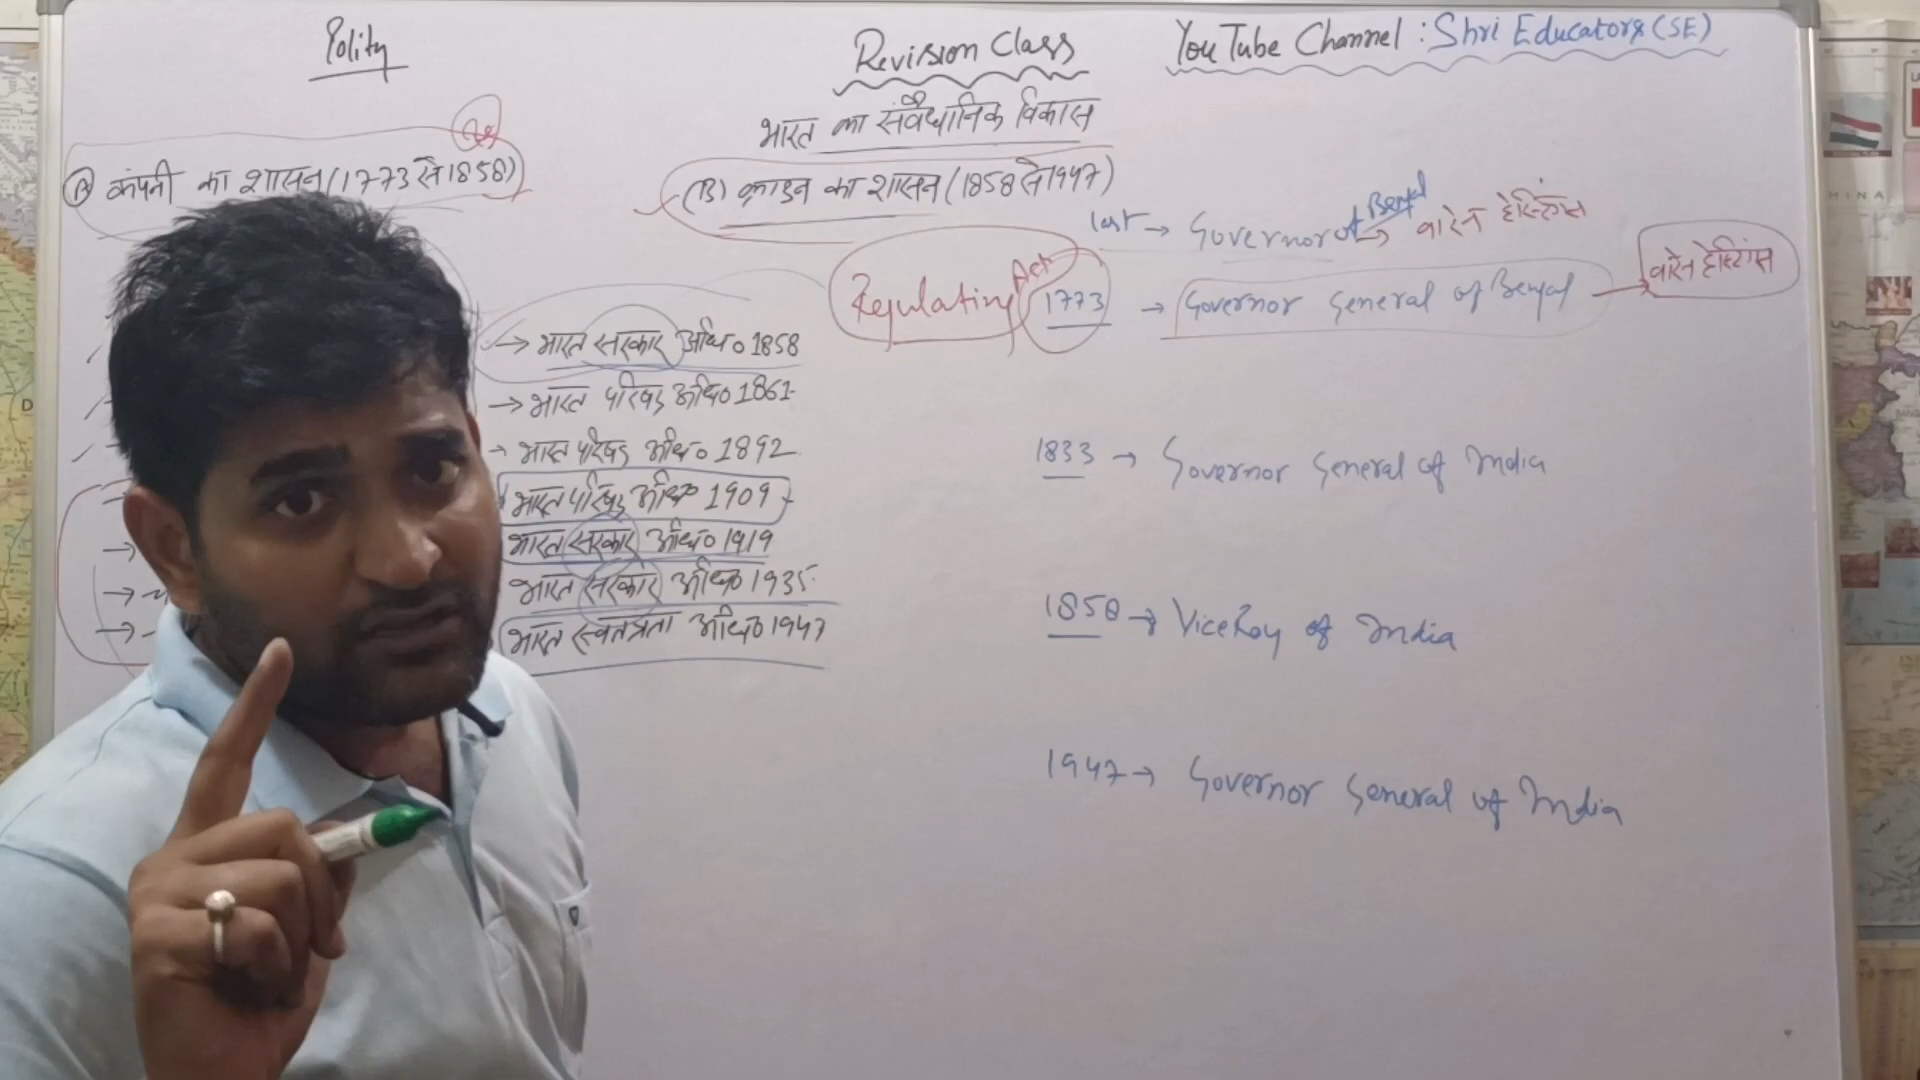 Polity
Revision Class
YouTube Channel : Shri Educators (SE)
भारत का संवैधानिक विकास
(A) कंपनी का शासन (1773 से 1858)
(B) क्राउन का शासन (1858 से 1947)
last → Governor of Bengal → वारेन हेस्टिंग्स
Regulating Act 1773 → Governor General of Bengal → वारेन हेस्टिंग्स
→ भारत सरकार अधि० 1858
→ भारत परिषद अधि० 1861
→ भारत परिषद अधि० 1892
भारत परिषद अधि० 1909
भारत सरकार अधि० 1919
भारत सरकार अधि० 1935
भारत स्वतंत्रता अधि० 1947
1833 → Governor General of India
1858 → ViceRoy of India
1947 → Governor General of India